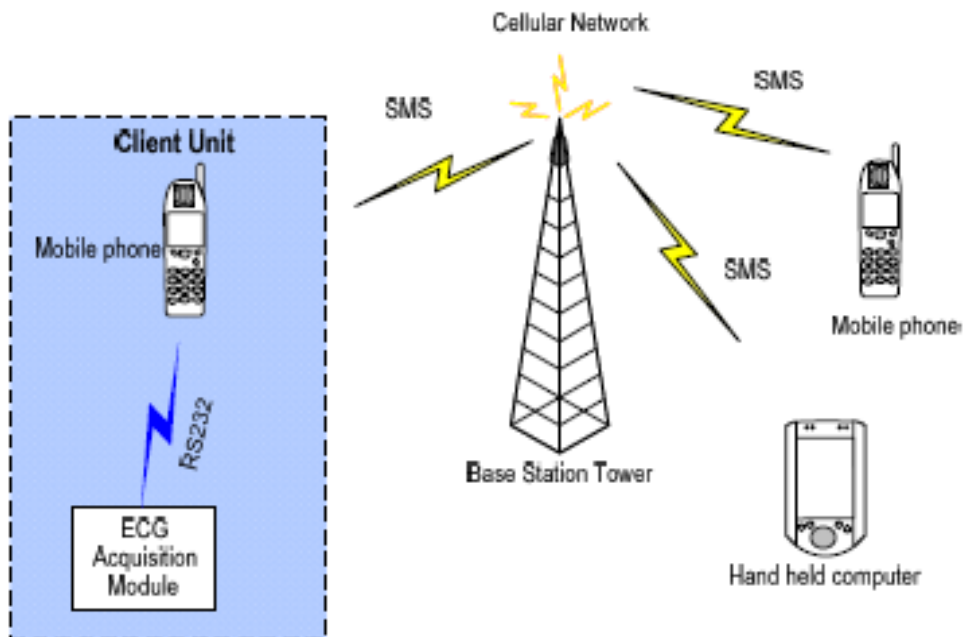 Cellular Network
SMS
SMS
Client Unit
Mobile phone
SMS
Mobile phone
RS232
Base Station Tower
ECG
Acquisition
Module
Hand held computer